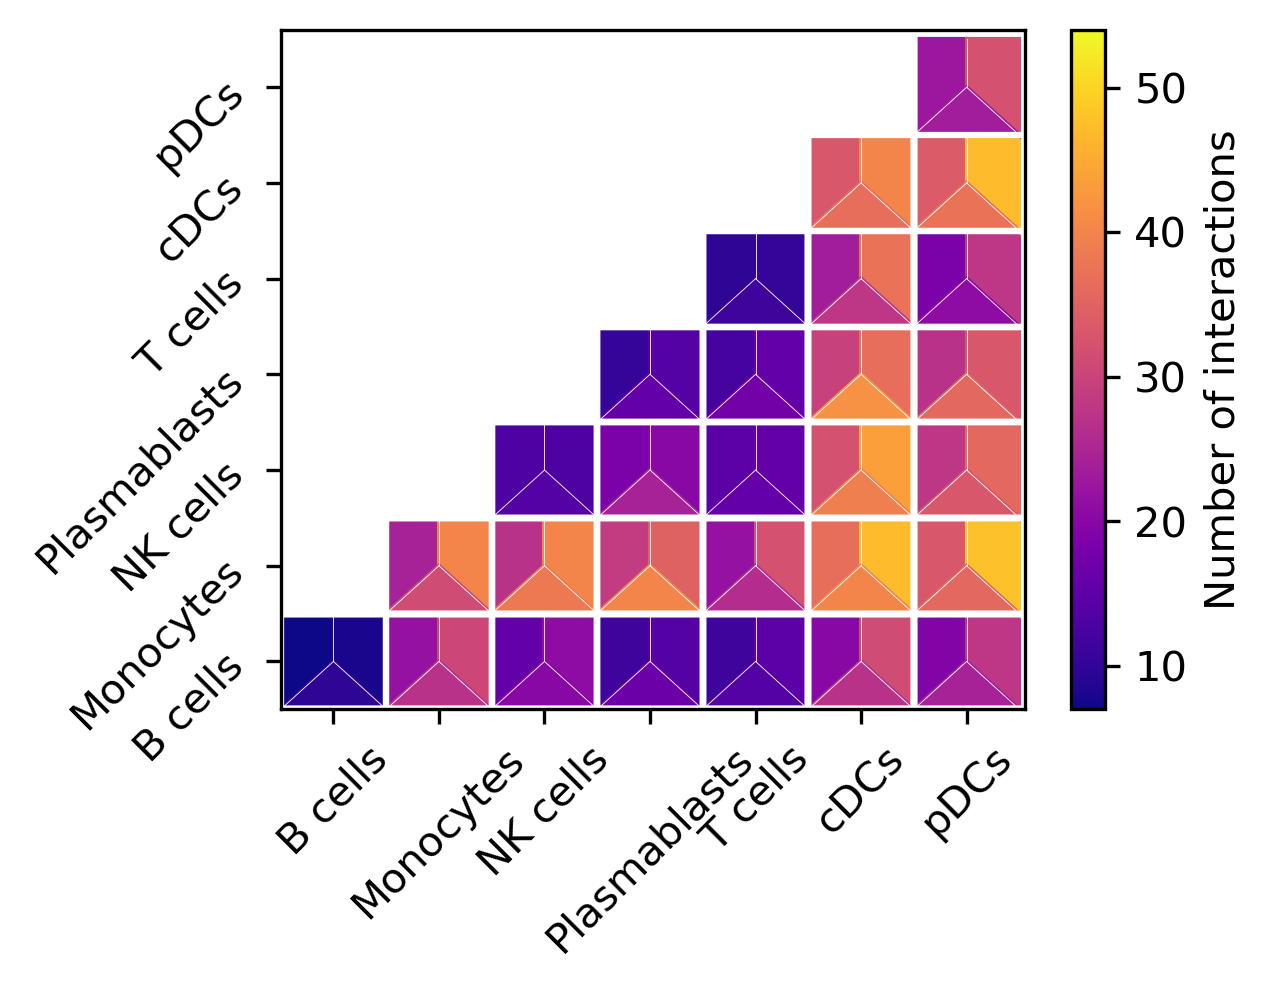 pDCs
cDCs
T cells
Plasmablasts
NK cells
Monocytes
B cells
B cells
Monocytes
NK cells
Plasmablasts
T cells
cDCs
pDCs
50
40
30
20
10
Number of interactions